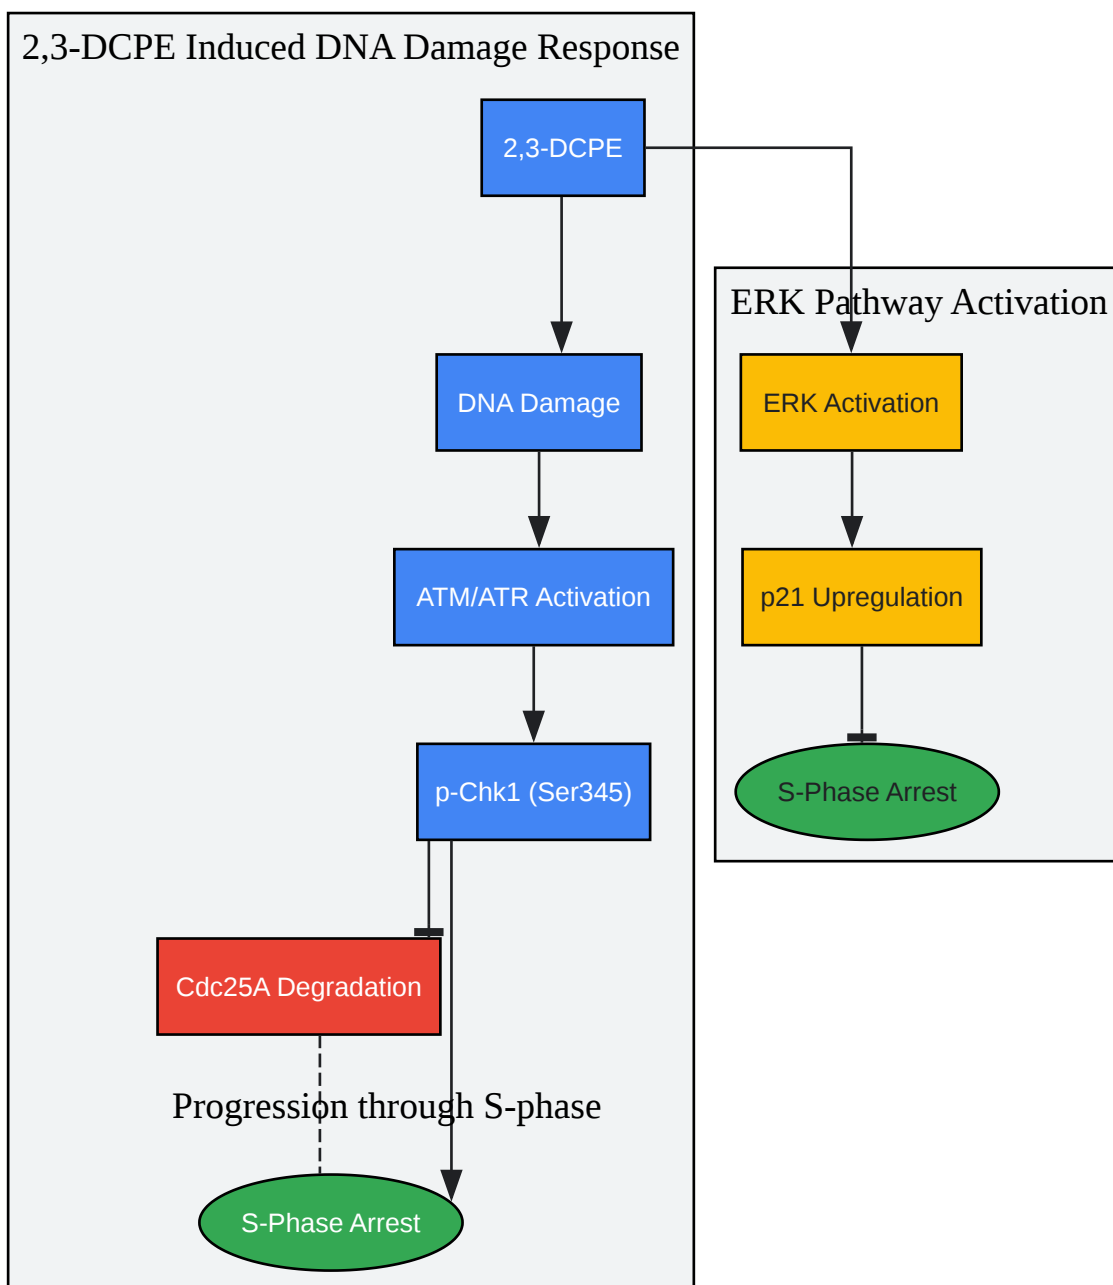 2,3-DCPE Induced DNA Damage Response
2,3-DCPE
ERK Pathway Activation
DNA Damage
ERK Activation
ATM/ATR Activation
p21 Upregulation
p-Chk1 (Ser345)
S-Phase Arrest
Cdc25A Degradation
Progression through S-phase
S-Phase Arrest